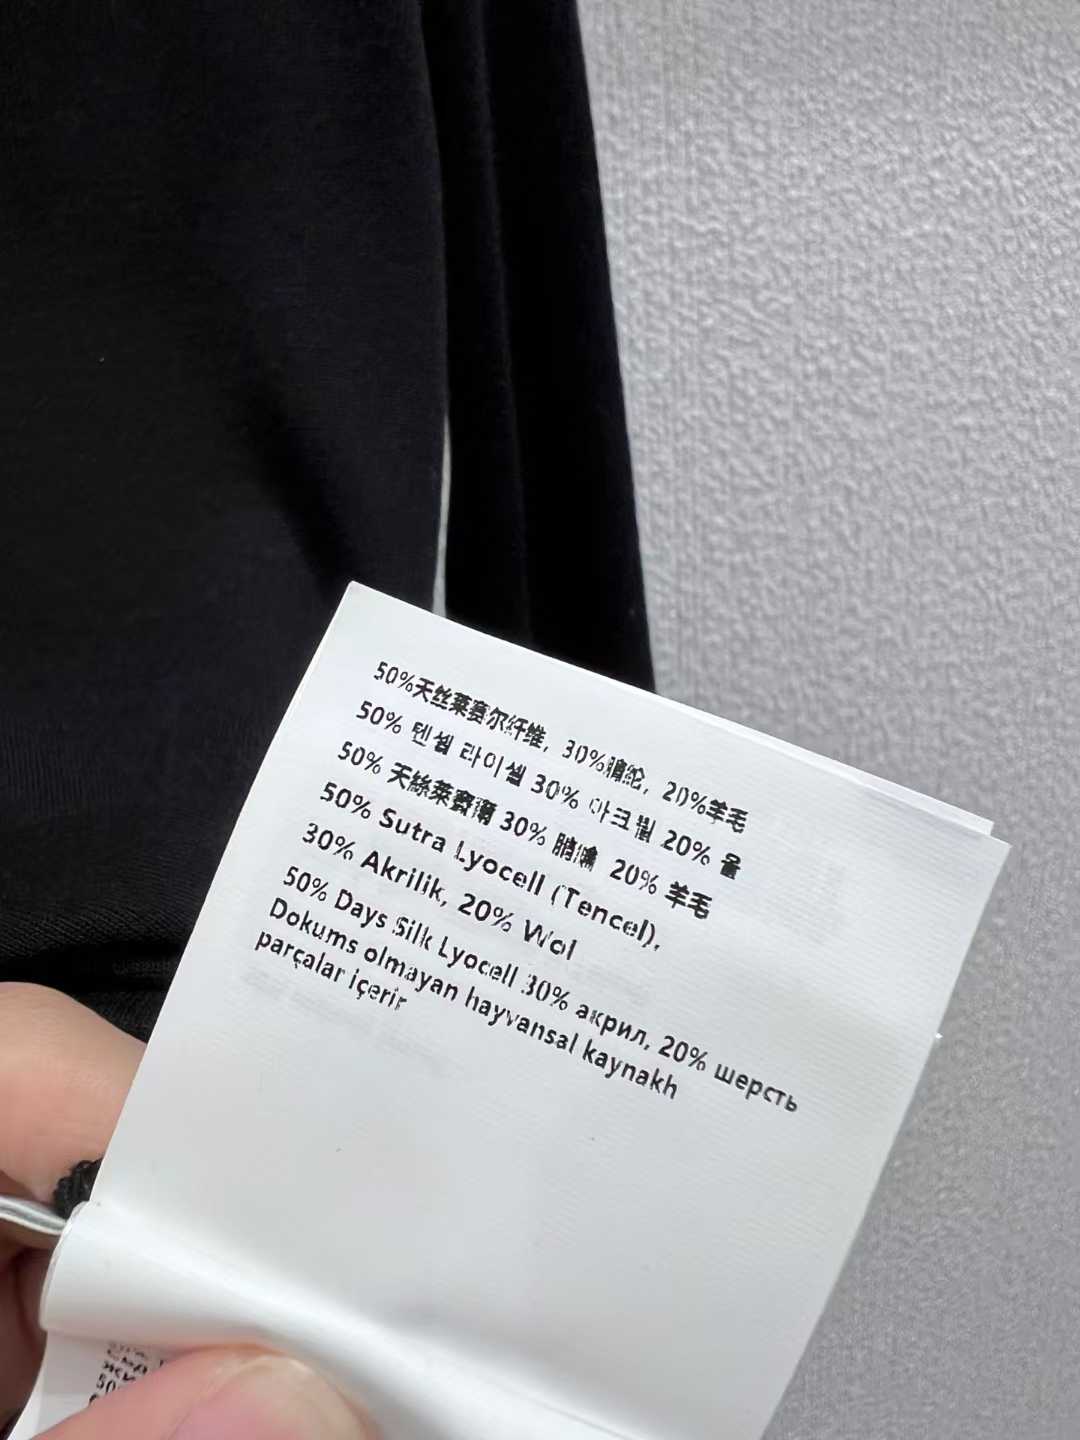 50%天丝莱赛尔纤维, 30%腈纶, 20%羊毛
50% 텐셀 라이셀 30% 아크릴 20% 울
50% 天絲萊賽爾 30% 20% 羊毛
50% Sutra Lyocell (Tencel),
30% Akrilik, 20% Wol
50% Days Silk Lyocell 30% акрил, 20% шерсть
Dokums olmayan hayvansal kaynakh
parçalar içerir